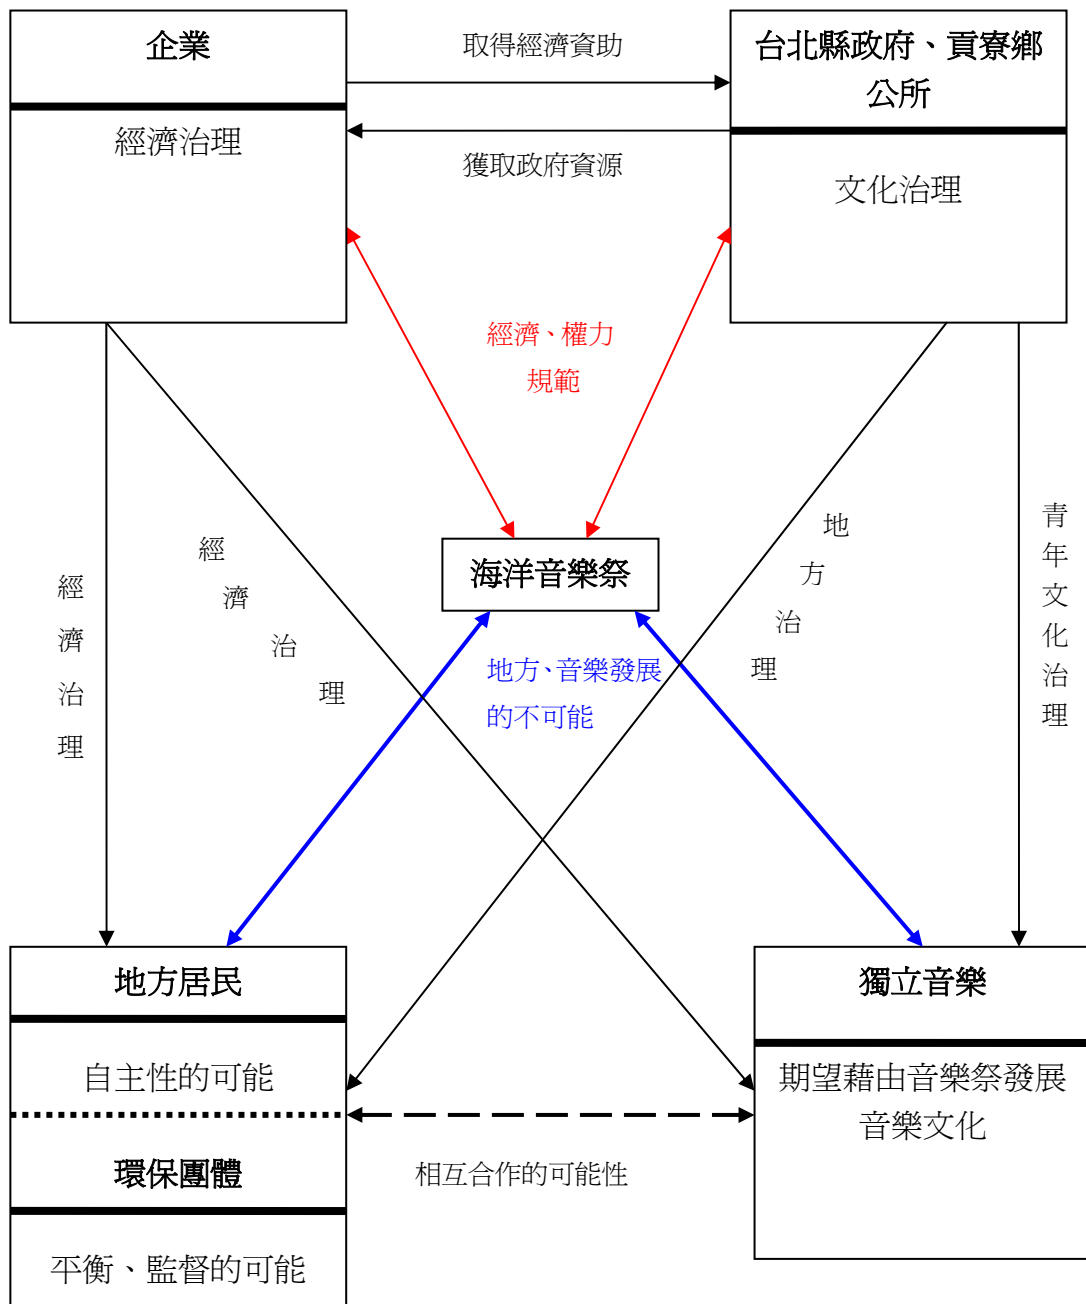 企業
取得經濟資助
台北縣政府、貢寮鄉
公所
經濟治理
獲取政府資源
文化治理
經濟、權力
規範
海洋音樂祭
地方、音樂發展
的不可能
經濟治理
經濟治理
地方治理
青年文化治理
地方居民
自主性的可能
環保團體
平衡、監督的可能
相互合作的可能性
獨立音樂
期望藉由音樂祭發展
音樂文化